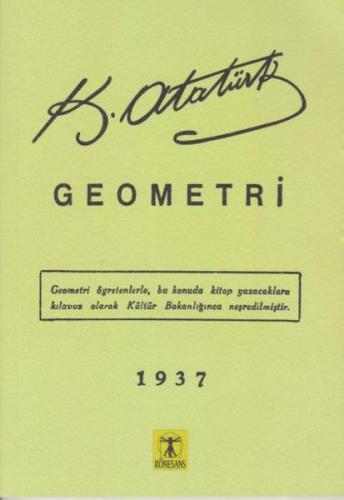 K. Atatürk
GEOMETRİ
Geometri öğretenlerle, bu konuda kitap yazacaklara
kılavuz olarak Kültür Bakanlığınca neşredilmiştir.
1937
RÖNESANS